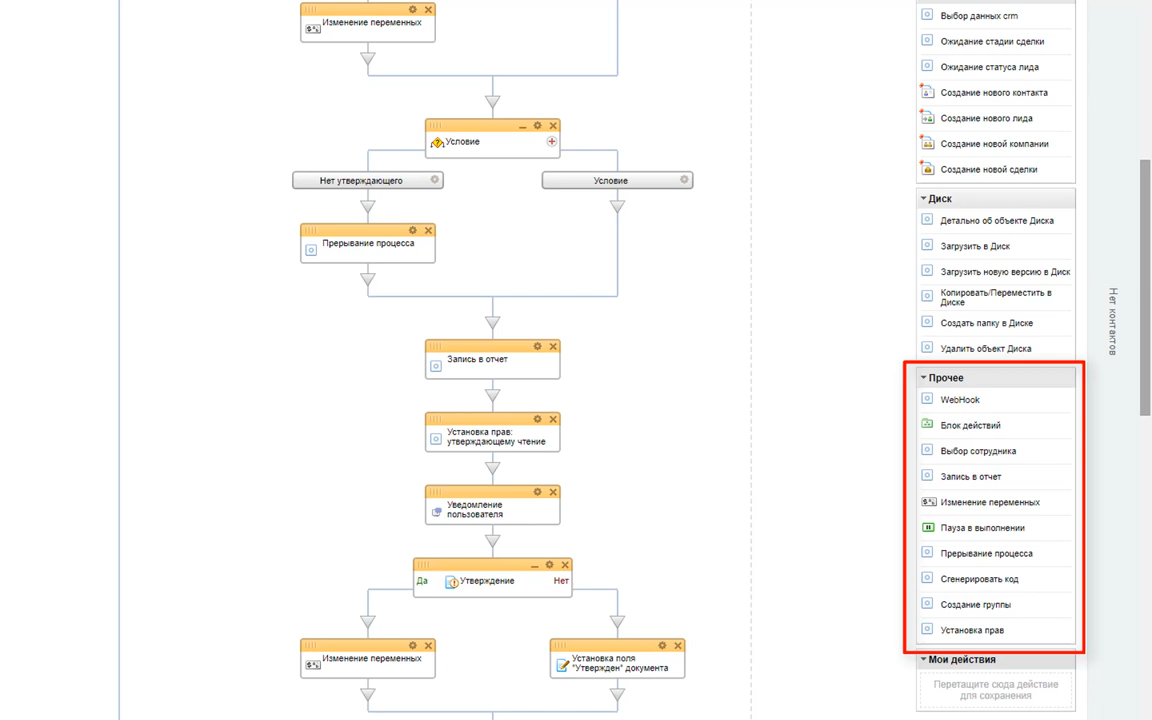 Изменение переменных
Условие
Нет утверждающего
Условие
Прерывание процесса
Запись в отчет
Установка прав:
утверждающему чтение
Уведомление
пользователя
Да
Утверждение
Нет
Изменение переменных
Установка поля
"Утвержден" документа
Выбор данных crm
Ожидание стадии сделки
Ожидание статуса лида
Создание нового контакта
Создание нового лида
Создание новой компании
Создание новой сделки
Диск
Детально об объекте Диска
Загрузить в Диск
Загрузить новую версию в Диск
Копировать/Переместить в
Диске
Создать папку в Диске
Удалить объект Диска
Прочее
WebHook
Блок действий
Выбор сотрудника
Запись в отчет
Изменение переменных
Пауза в выполнении
Прерывание процесса
Сгенерировать код
Создание группы
Установка прав
Мои действия
Перетащите сюда действие
для сохранения
Нет контактов